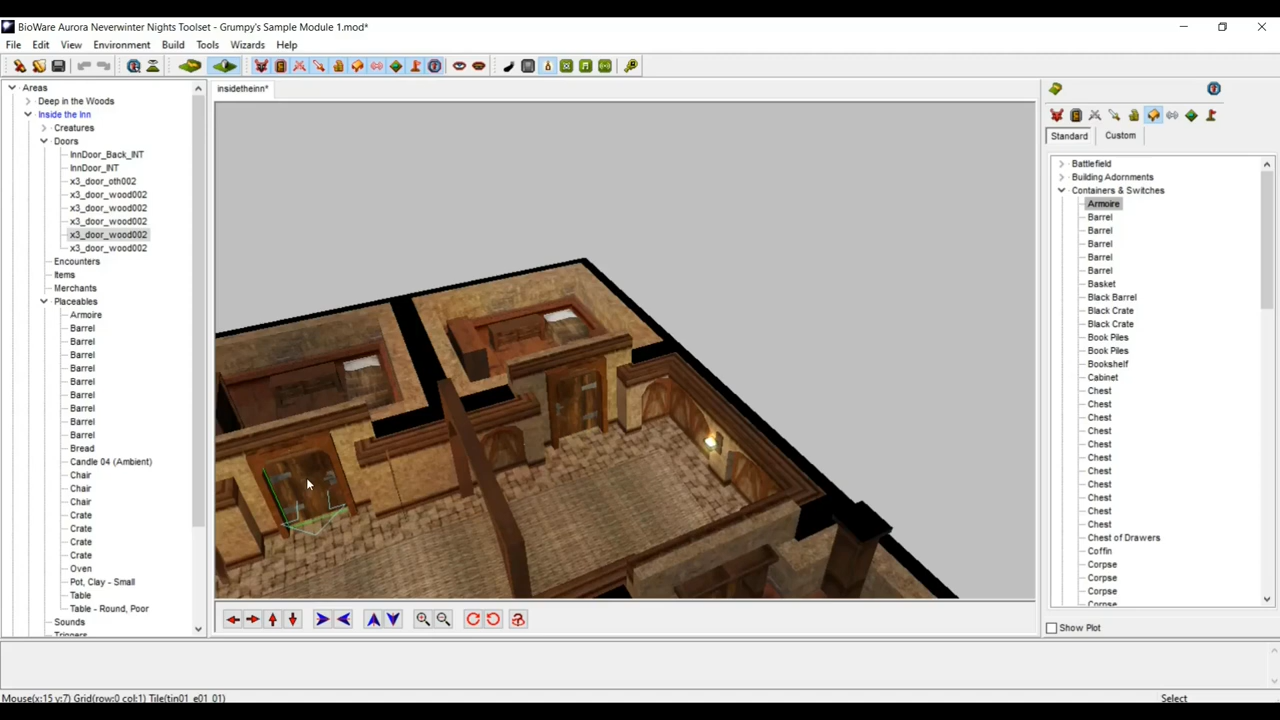 BioWare Aurora Neverwinter Nights Toolset - Grumpy's Sample Module 1.mod*
File Edit View Environment Build Tools Wizards Help
Areas
Deep in the Woods
Inside the Inn
Creatures
Doors
InnDoor_Back_INT
InnDoor_INT
x3_door_oth002
x3_door_wood002
x3_door_wood002
x3_door_wood002
x3_door_wood002
x3_door_wood002
Encounters
Items
Merchants
Placeables
Armoire
Barrel
Barrel
Barrel
Barrel
Barrel
Barrel
Barrel
Barrel
Barrel
Bread
Candle 04 (Ambient)
Chair
Chair
Chair
Crate
Crate
Crate
Crate
Oven
Pot, Clay - Small
Table
Table - Round, Poor
Sounds
Triggers
insidetheinn*
Standard Custom
Battlefield
Building Adornments
Containers & Switches
Armoire
Barrel
Barrel
Barrel
Barrel
Barrel
Basket
Black Barrel
Black Crate
Black Crate
Book Piles
Book Piles
Bookshelf
Cabinet
Chest
Chest
Chest
Chest
Chest
Chest
Chest
Chest
Chest
Chest
Chest
Chest of Drawers
Coffin
Corpse
Corpse
Corpse
Corpse
Show Plot
Mouse(x:15 y:7) Grid(row:0 col:1) Tile(tin01_e01_01)
Select